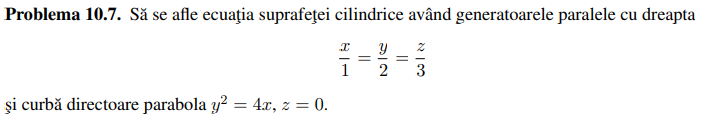 Problema 10.7. Să se afle ecuaţia suprafeţei cilindrice având generatoarele paralele cu dreapta
x/1 = y/2 = z/3
şi curbă directoare parabola y² = 4x, z = 0.